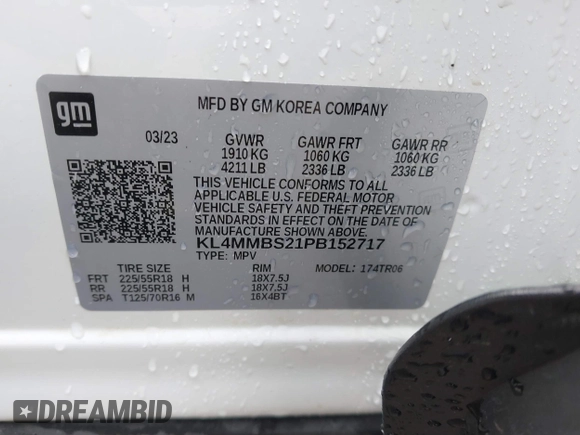 gm
MFD BY GM KOREA COMPANY
03/23 GVWR GAWR FRT GAWR RR
1910 KG 1060 KG 1060 KG
4211 LB 2336 LB 2336 LB
THIS VEHICLE CONFORMS TO ALL
APPLICABLE U.S. FEDERAL MOTOR
VEHICLE SAFETY AND THEFT PREVENTION
STANDARDS IN EFFECT ON THE DATE OF
MANUFACTURE SHOWN ABOVE.
KL4MMBS21PB152717
TYPE: MPV MODEL: 174TR06
TIRE SIZE RIM
FRT 225/55R18 H 18X7.5J
RR 225/55R18 H 18X7.5J
SPA T125/70R16 M 16X4BT
DREAMBID